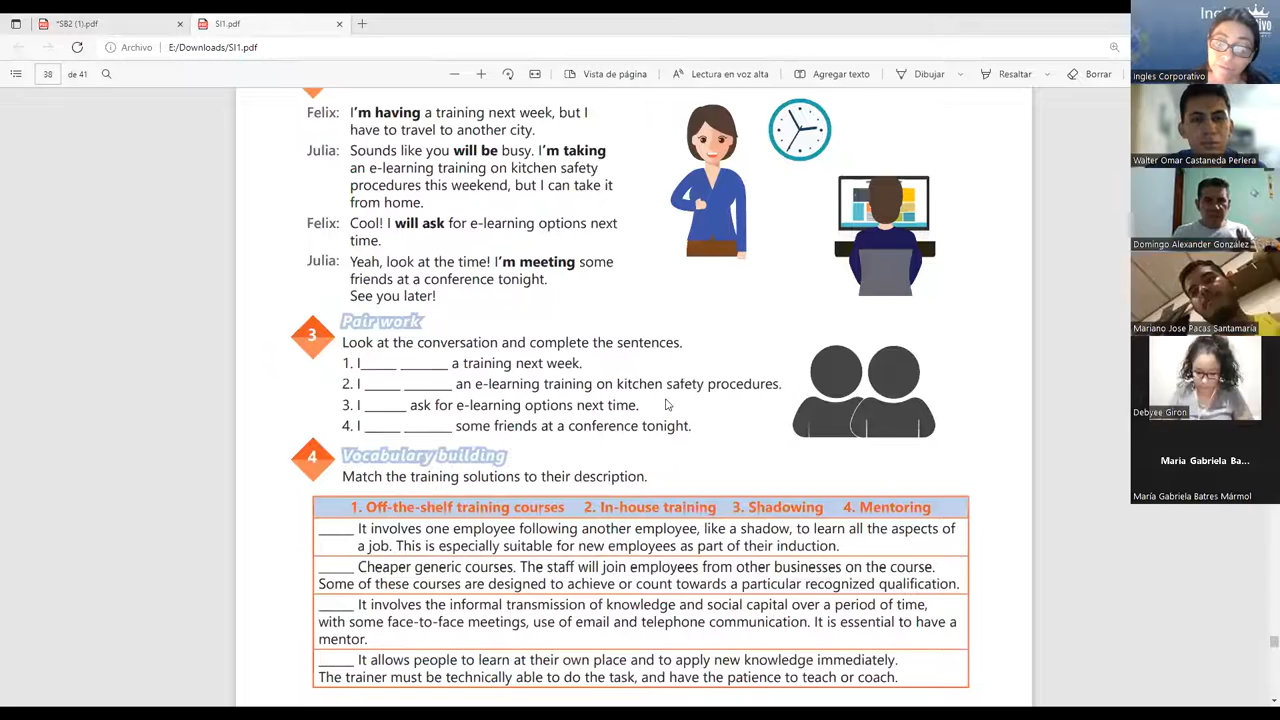 *SB2 (1).pdf
SI1.pdf
Archivo
E:/Downloads/SI1.pdf
38
de 41
Vista de página
Lectura en voz alta
Agregar texto
Dibujar
Resaltar
Borrar
Felix: I'm having a training next week, but I
have to travel to another city.
Julia: Sounds like you will be busy. I'm taking
an e-learning training on kitchen safety
procedures this weekend, but I can take it
from home.
Felix: Cool! I will ask for e-learning options next
time.
Julia: Yeah, look at the time! I'm meeting some
friends at a conference tonight.
See you later!
3
Pair work
Look at the conversation and complete the sentences.
1. I_____ _______ a training next week.
2. I _____ _______ an e-learning training on kitchen safety procedures.
3. I ______ ask for e-learning options next time.
4. I _____ _______ some friends at a conference tonight.
4
Vocabulary building
Match the training solutions to their description.
1. Off-the-shelf training courses 2. In-house training 3. Shadowing 4. Mentoring
_____ It involves one employee following another employee, like a shadow, to learn all the aspects of
a job. This is especially suitable for new employees as part of their induction.
_____ Cheaper generic courses. The staff will join employees from other businesses on the course.
Some of these courses are designed to achieve or count towards a particular recognized qualification.
_____ It involves the informal transmission of knowledge and social capital over a period of time,
with some face-to-face meetings, use of email and telephone communication. It is essential to have a
mentor.
_____ It allows people to learn at their own place and to apply new knowledge immediately.
The trainer must be technically able to do the task, and have the patience to teach or coach.
Ingles Corporativo
Walter Omar Castaneda Perlera
Domingo Alexander González
Mariano Jose Pacas Santamaría
Debyee Giron
Maria Gabriela Ba...
María Gabriela Batres Mármol